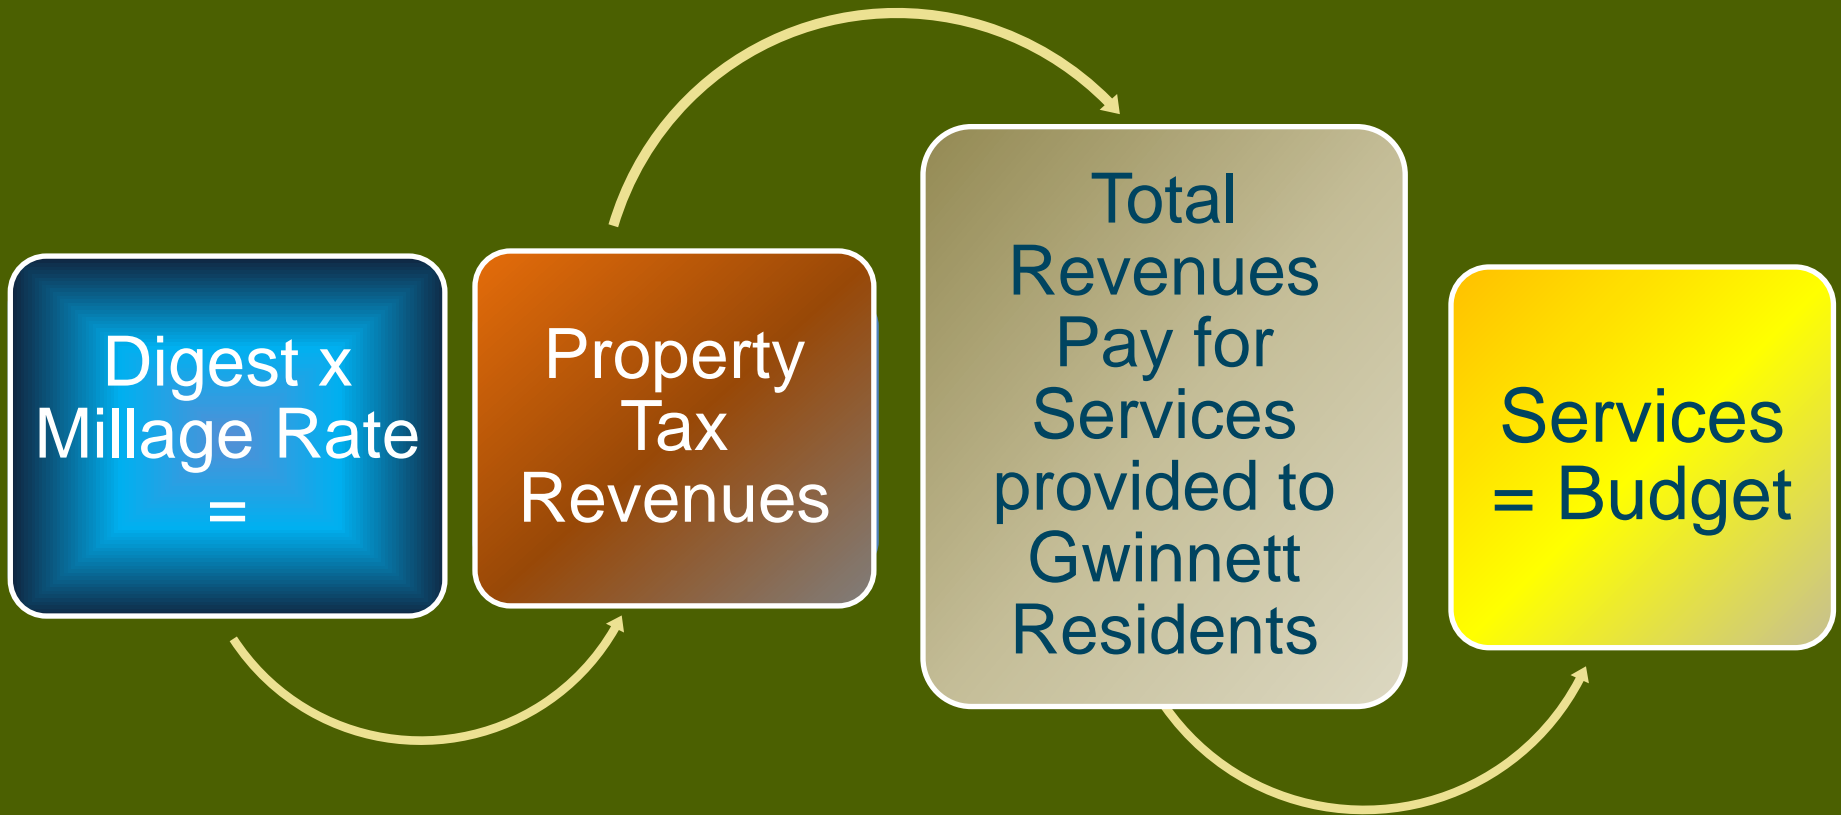 Digest x
Millage Rate
=
Property
Tax
Revenues
Total
Revenues
Pay for
Services
provided to
Gwinnett
Residents
Services
= Budget